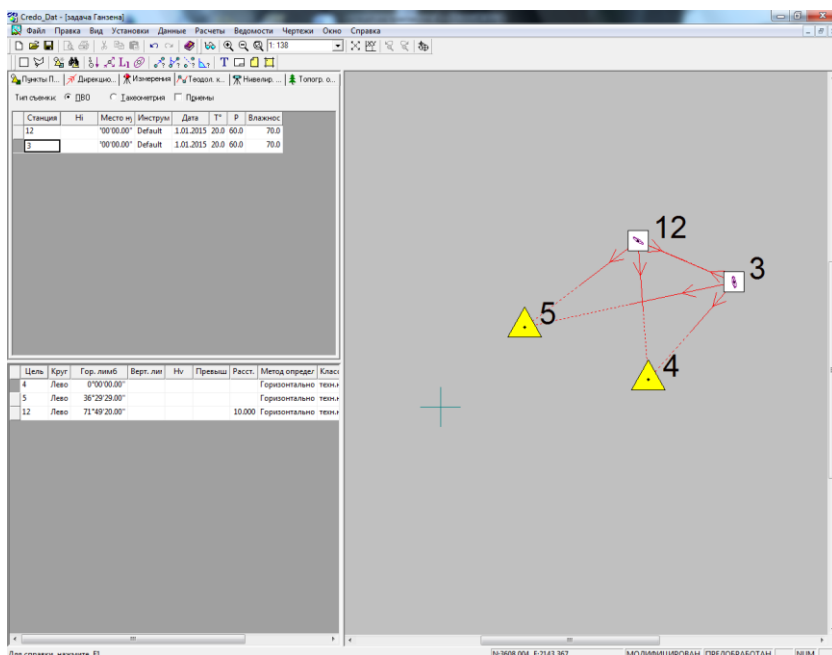 Credo_Dat - [задача Ганзена]
Файл Правка Вид Установки Данные Расчеты Ведомости Чертежи Окно Справка
1: 138
Пункты П... Дирекцио... Измерения Теодол. х... Нивелир. ... Топогр. о...
Тип съемки: ПВО Тахеометрия Приемы
Станция Hi Место ну Инструм Дата T° P Влажнос
12 '00'00.00" Default 1.01.2015 20.0 60.0 70.0
3 '00'00.00" Default 1.01.2015 20.0 60.0 70.0
12
3
5
4
Цель Круг Гор. лимб Верт. лиг Hv Превыш Расст. Метод определ Класс
4 Лево 0°00'00.00" Горизонтально техн.н
5 Лево 36°29'29.00" Горизонтально техн.н
12 Лево 71°49'20.00" 10.000 Горизонтально техн.н
Для справки, нажмите F1 N:3608.004, E:2143.367 МОДИФИЦИРОВАН ПРЕДОБРАБОТАН NUM